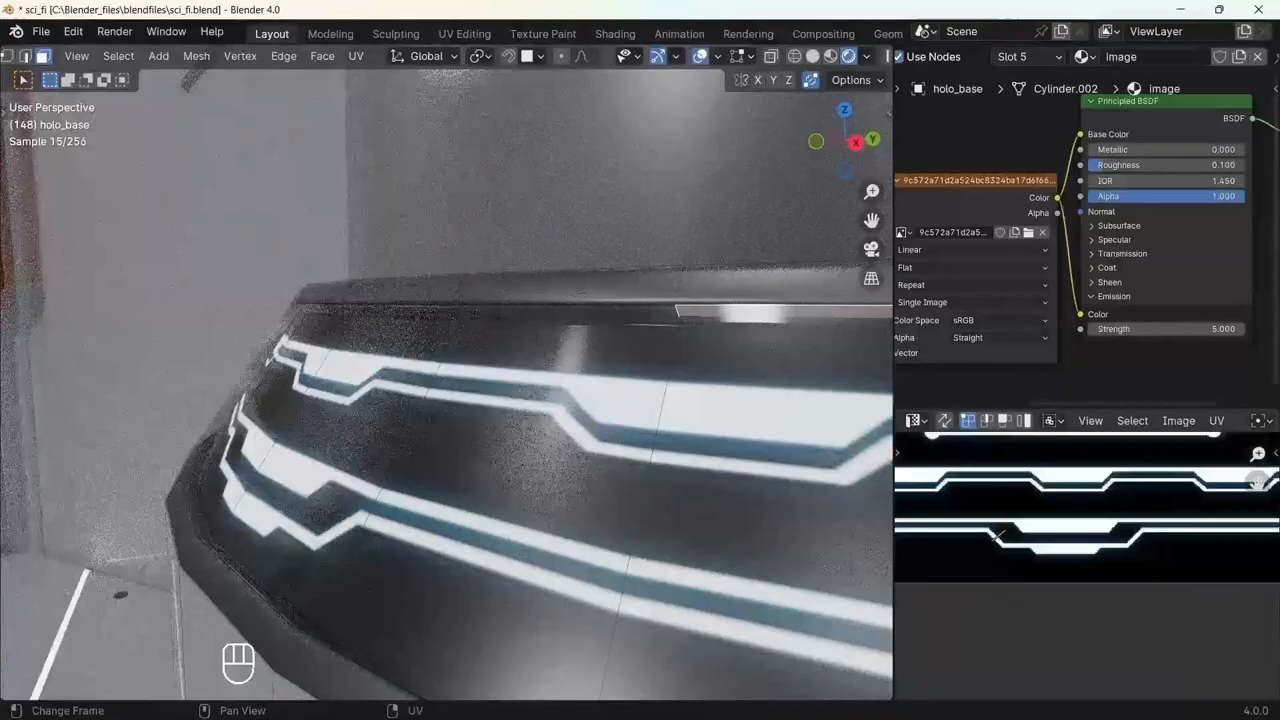 * sci_fi [C:\Blender_files\blendfiles\sci_fi.blend] - Blender 4.0
File Edit Render Window Help Layout Modeling Sculpting UV Editing Texture Paint Shading Animation Rendering Compositing Geom Scene ViewLayer
View Select Add Mesh Vertex Edge Face UV Global Use Nodes Slot 5 image
X Y Z Options
User Perspective
(148) holo_base
Sample 15/256
Z
X Y
holo_base > Cylinder.002 > image
Principled BSDF
BSDF
Base Color
Metallic 0.000
Roughness 0.100
IOR 1.450
Alpha 1.000
Normal
Subsurface
Specular
Transmission
Coat
Sheen
Emission
Color
Strength 5.000
9c572a71d2a524bc8324ba17d6f66...
Color
Alpha
9c572a71d2a5...
Linear
Flat
Repeat
Single Image
Color Space sRGB
Alpha Straight
Vector
View Select Image UV
Change Frame Pan View UV 4.0.0